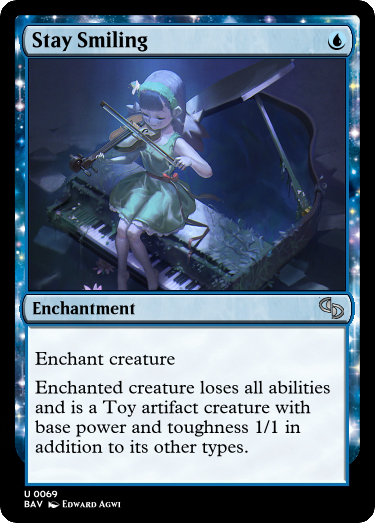 Stay Smiling
Enchantment
Enchant creature
Enchanted creature loses all abilities
and is a Toy artifact creature with
base power and toughness 1/1 in
addition to its other types.
U 0069
BAV Edward Agwi